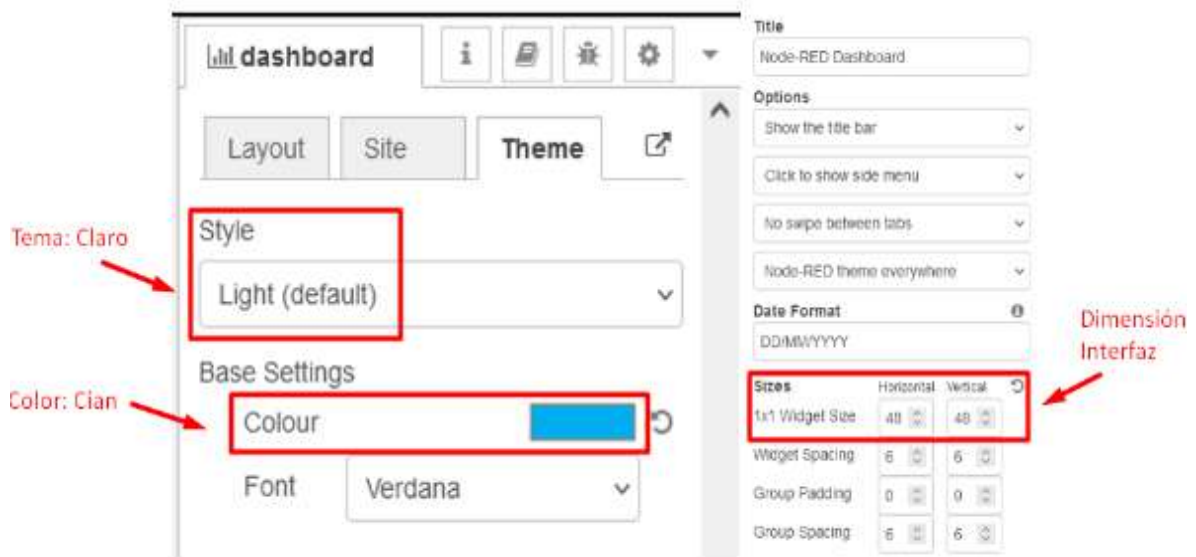 dashboard
Layout
Site
Theme
Style
Light (default)
Base Settings
Colour
Font
Verdana
Tema: Claro
Color: Cian
Title
Node-RED Dashboard
Options
Show the title bar
Click to show side menu
No swipe between tabs
Node-RED theme everywhere
Date Format
DD/MM/YYYY
Sizes Horizontal Vertical
1x1 Widget Size 48 48
Widget Spacing 6 6
Group Padding 0 0
Group Spacing 6 6
Dimensión
Interfaz